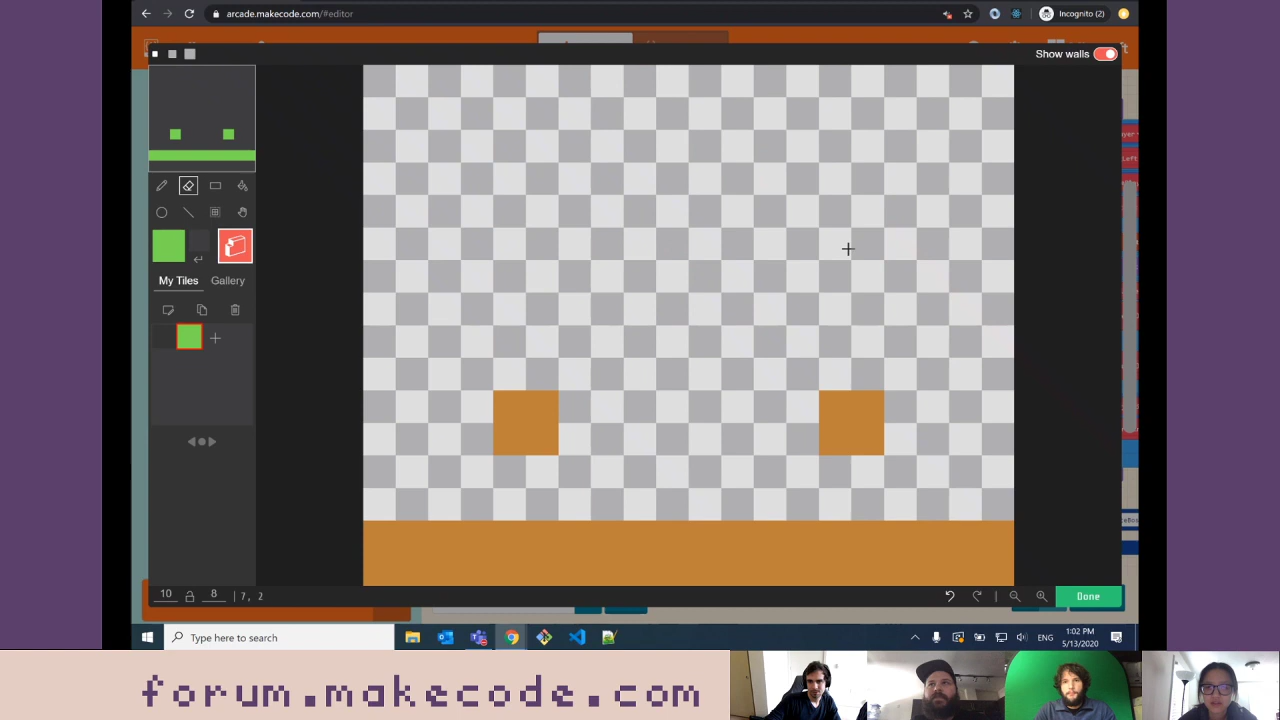 arcade.makecode.com/#editor
Incognito (2)
Show walls
My Tiles
Gallery
10
8
7, 2
Done
Type here to search
ENG
1:02 PM
5/13/2020
forum.makecode.com